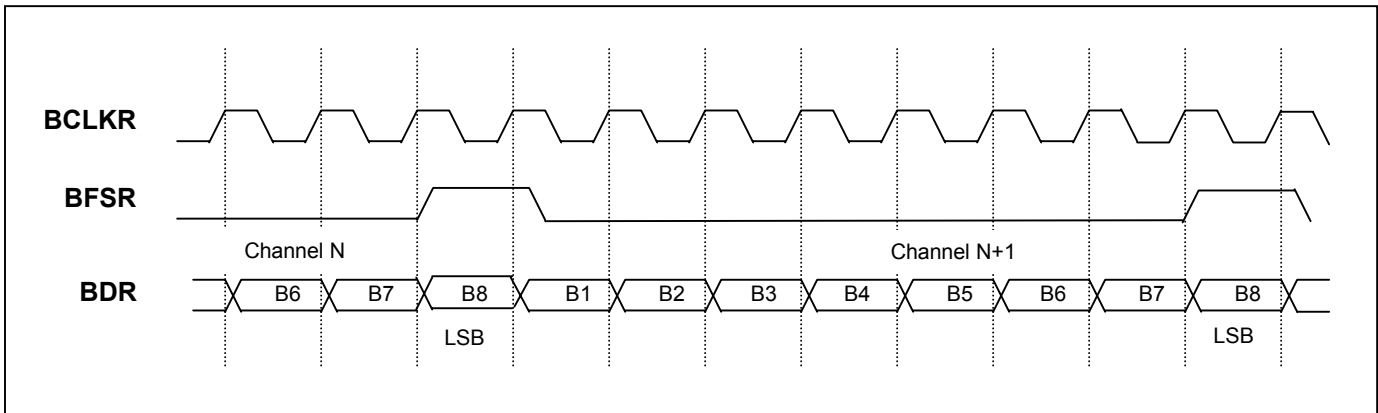 BCLKR
BFSR
Channel N Channel N+1
BDR B6 B7 B8 B1 B2 B3 B4 B5 B6 B7 B8
LSB LSB